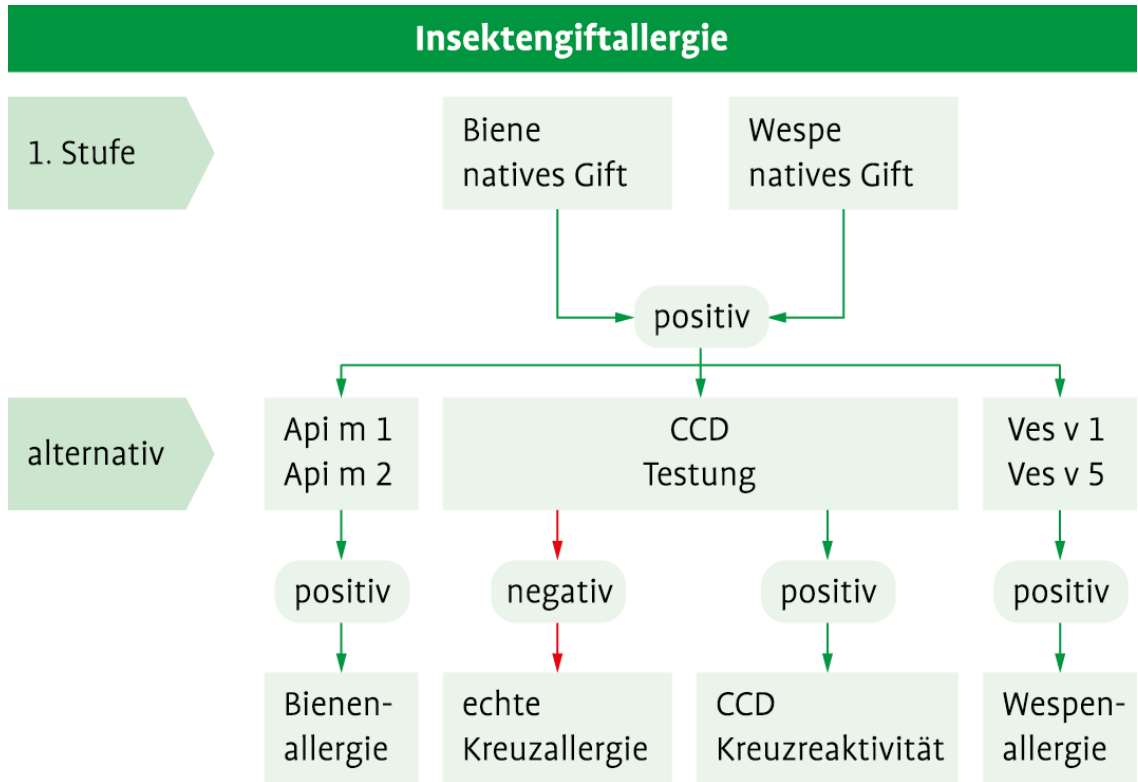 Insektengiftallergie
1. Stufe
Biene
natives Gift
Wespe
natives Gift
positiv
alternativ
Api m 1
Api m 2
CCD
Testung
Ves v 1
Ves v 5
positiv
negativ
positiv
positiv
Bienen-
allergie
echte
Kreuzallergie
CCD
Kreuzreaktivität
Wespen-
allergie